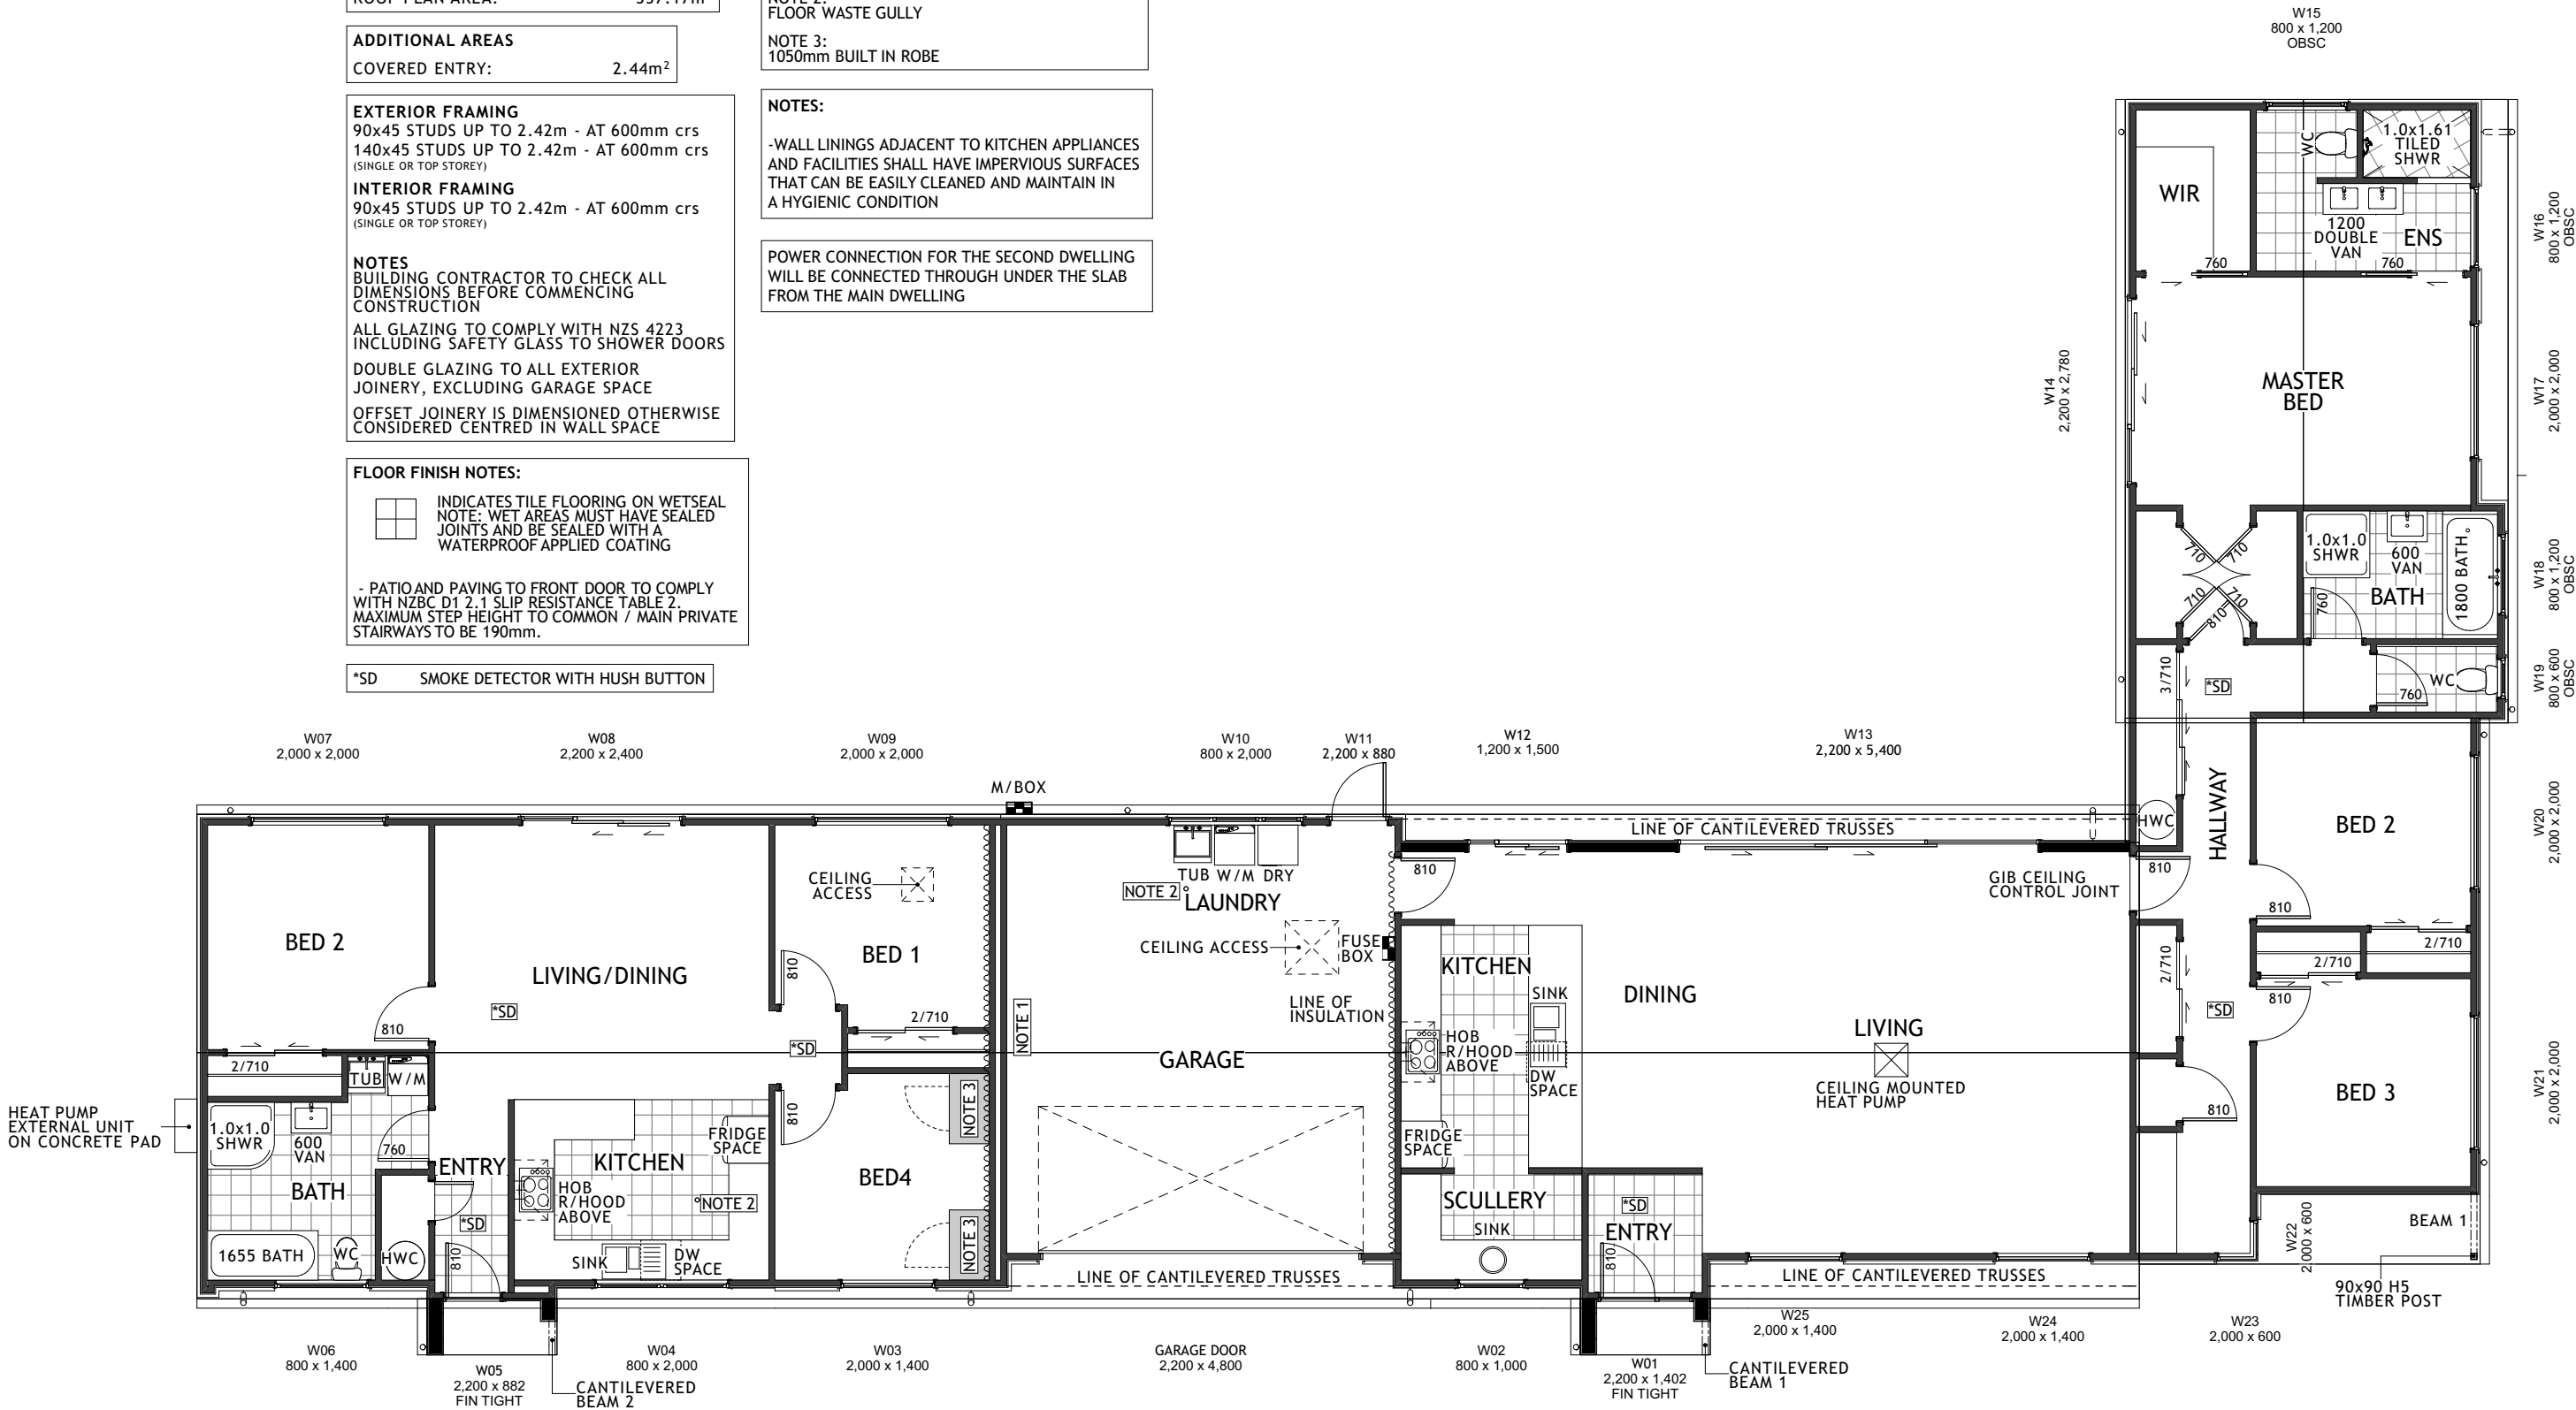 ROOF PLAN AREA:
NOTE 2:
FLOOR WASTE GULLY
NOTE 3:
1050mm BUILT IN ROBE
ADDITIONAL AREAS
COVERED ENTRY: 2.44m²
EXTERIOR FRAMING
90x45 STUDS UP TO 2.42m - AT 600mm crs
140x45 STUDS UP TO 2.42m - AT 600mm crs
(SINGLE OR TOP STOREY)
INTERIOR FRAMING
90x45 STUDS UP TO 2.42m - AT 600mm crs
(SINGLE OR TOP STOREY)
NOTES
BUILDING CONTRACTOR TO CHECK ALL
DIMENSIONS BEFORE COMMENCING
CONSTRUCTION
ALL GLAZING TO COMPLY WITH NZS 4223
INCLUDING SAFETY GLASS TO SHOWER DOORS
DOUBLE GLAZING TO ALL EXTERIOR
JOINERY, EXCLUDING GARAGE SPACE
OFFSET JOINERY IS DIMENSIONED OTHERWISE
CONSIDERED CENTRED IN WALL SPACE
NOTES:
-WALL LININGS ADJACENT TO KITCHEN APPLIANCES
AND FACILITIES SHALL HAVE IMPERVIOUS SURFACES
THAT CAN BE EASILY CLEANED AND MAINTAIN IN
A HYGIENIC CONDITION
POWER CONNECTION FOR THE SECOND DWELLING
WILL BE CONNECTED THROUGH UNDER THE SLAB
FROM THE MAIN DWELLING
FLOOR FINISH NOTES:
INDICATES TILE FLOORING ON WETSEAL
NOTE: WET AREAS MUST HAVE SEALED
JOINTS AND BE SEALED WITH A
WATERPROOF APPLIED COATING
- PATIO AND PAVING TO FRONT DOOR TO COMPLY
WITH NZBC D1 2.1 SLIP RESISTANCE TABLE 2.
MAXIMUM STEP HEIGHT TO COMMON / MAIN PRIVATE
STAIRWAYS TO BE 190mm.
*SD SMOKE DETECTOR WITH HUSH BUTTON
W15
800 x 1,200
OBSC
WC
1.0x1.61
TILED
SHWR
WIR
1200
DOUBLE
VAN
ENS
760
760
W16
800 x 1,200
OBSC
W14
2,200 x 2,780
MASTER
BED
W17
2,000 x 2,000
710
710
710
710
810
1.0x1.0
SHWR
600
VAN
BATH
1800 BATH
760
W18
800 x 1,200
OBSC
3/710
*SD
WC
760
W19
800 x 600
OBSC
W07
2,000 x 2,000
W08
2,200 x 2,400
W09
2,000 x 2,000
W10
800 x 2,000
W11
2,200 x 880
W12
1,200 x 1,500
W13
2,200 x 5,400
M/BOX
LINE OF CANTILEVERED TRUSSES
HWC
HALLWAY
BED 2
W20
2,000 x 2,000
CEILING
ACCESS
TUB W/M DRY
NOTE 2
LAUNDRY
810
GIB CEILING
CONTROL JOINT
810
810
BED 2
LIVING/DINING
BED 1
810
CEILING ACCESS
FUSE
BOX
KITCHEN
DINING
2/710
2/710
2/710
810
SINK
*SD
810
2/710
NOTE 1
LINE OF
INSULATION
LIVING
*SD
*SD
GARAGE
HOB
R/HOOD
ABOVE
DW
SPACE
CEILING MOUNTED
HEAT PUMP
810
BED 3
W21
2,000 x 2,000
2/710
TUB W/M
HEAT PUMP
EXTERNAL UNIT
ON CONCRETE PAD
1.0x1.0
SHWR
600
VAN
760
BATH
ENTRY
KITCHEN
FRIDGE
SPACE
810
NOTE 3
BED4
FRIDGE
SPACE
HOB
R/HOOD
ABOVE
NOTE 2
SCULLERY
SINK
*SD
ENTRY
810
*SD
810
1655 BATH
WC
HWC
SINK
DW
SPACE
NOTE 3
LINE OF CANTILEVERED TRUSSES
LINE OF CANTILEVERED TRUSSES
W22
2,000 x 600
BEAM 1
90x90 H5
TIMBER POST
W06
800 x 1,400
W05
2,200 x 882
FIN TIGHT
CANTILEVERED
BEAM 2
W04
800 x 2,000
W03
2,000 x 1,400
GARAGE DOOR
2,200 x 4,800
W02
800 x 1,000
W01
2,200 x 1,402
FIN TIGHT
CANTILEVERED
BEAM 1
W25
2,000 x 1,400
W24
2,000 x 1,400
W23
2,000 x 600